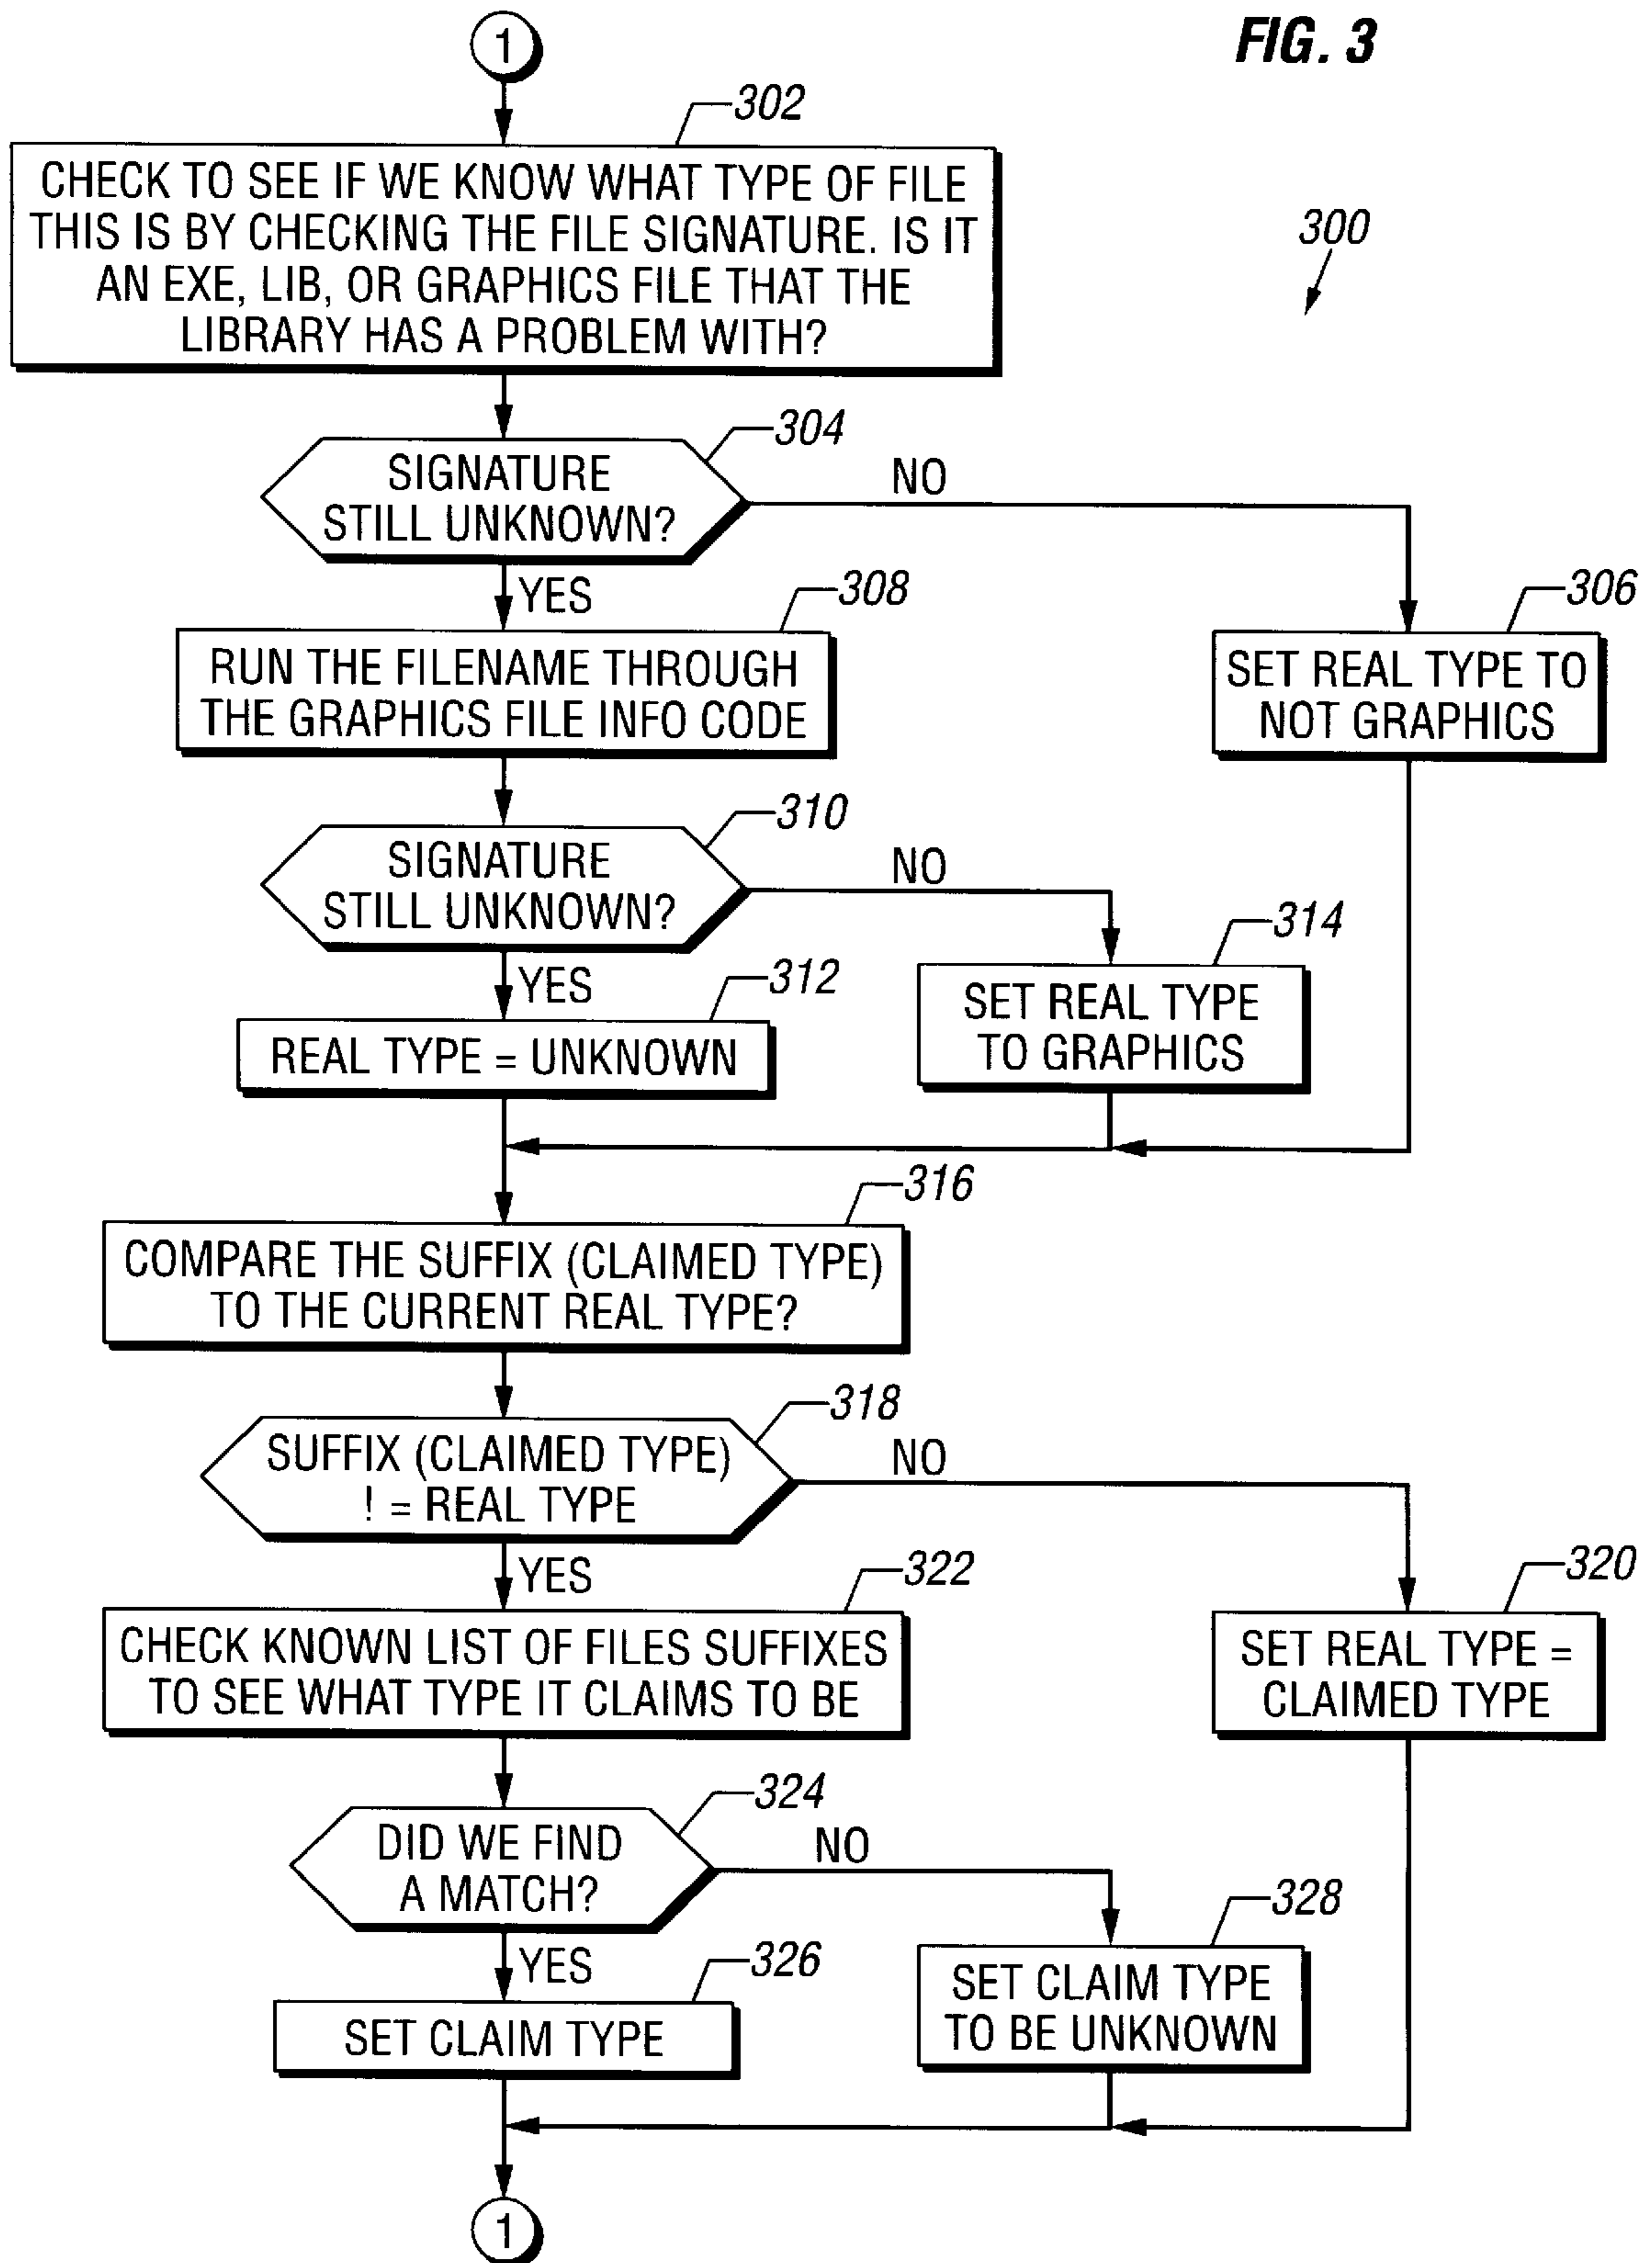 1
FIG. 3
302
CHECK TO SEE IF WE KNOW WHAT TYPE OF FILE
THIS IS BY CHECKING THE FILE SIGNATURE. IS IT
AN EXE, LIB, OR GRAPHICS FILE THAT THE
LIBRARY HAS A PROBLEM WITH?
300
304
SIGNATURE
STILL UNKNOWN?
NO
YES
308
RUN THE FILENAME THROUGH
THE GRAPHICS FILE INFO CODE
306
SET REAL TYPE TO
NOT GRAPHICS
310
SIGNATURE
STILL UNKNOWN?
NO
YES
312
REAL TYPE = UNKNOWN
314
SET REAL TYPE
TO GRAPHICS
316
COMPARE THE SUFFIX (CLAIMED TYPE)
TO THE CURRENT REAL TYPE?
318
SUFFIX (CLAIMED TYPE)
! = REAL TYPE
NO
YES
322
CHECK KNOWN LIST OF FILES SUFFIXES
TO SEE WHAT TYPE IT CLAIMS TO BE
320
SET REAL TYPE =
CLAIMED TYPE
324
DID WE FIND
A MATCH?
NO
YES
326
SET CLAIM TYPE
328
SET CLAIM TYPE
TO BE UNKNOWN
1